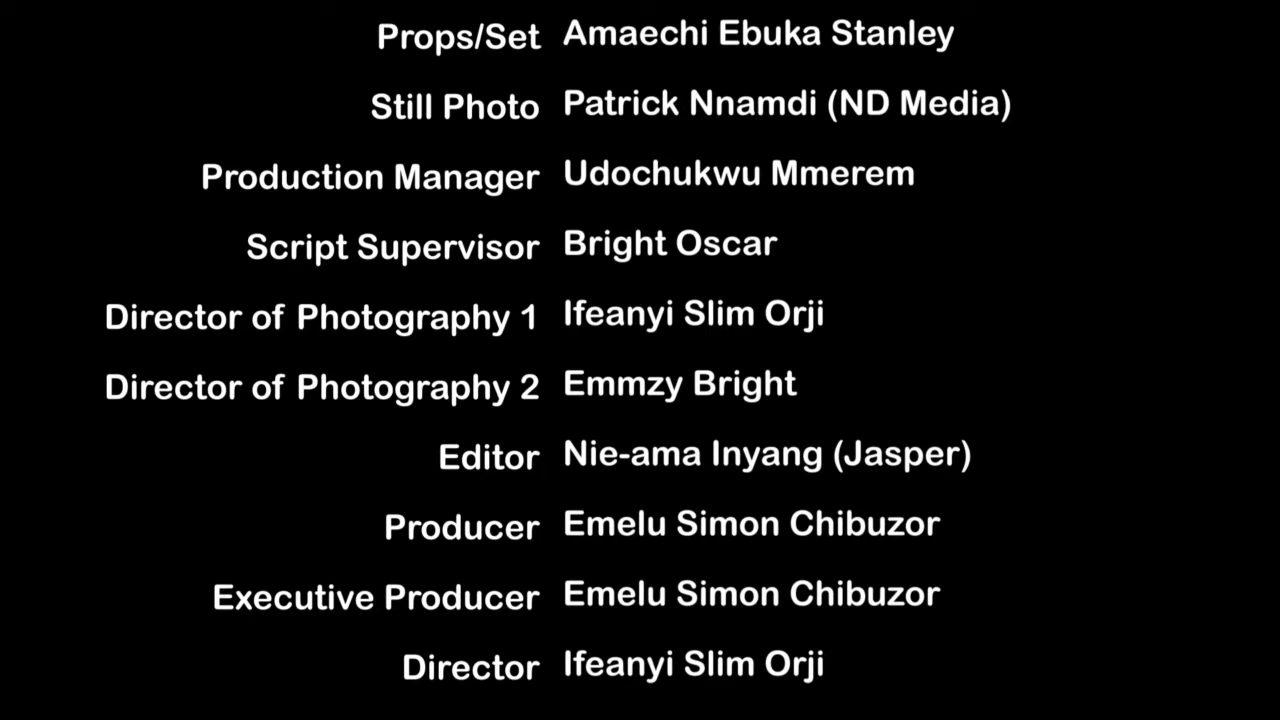 Props/Set Amaechi Ebuka Stanley
Still Photo Patrick Nnamdi (ND Media)
Production Manager Udochukwu Mmerem
Script Supervisor Bright Oscar
Director of Photography 1 Ifeanyi Slim Orji
Director of Photography 2 Emmzy Bright
Editor Nie-ama Inyang (Jasper)
Producer Emelu Simon Chibuzor
Executive Producer Emelu Simon Chibuzor
Director Ifeanyi Slim Orji